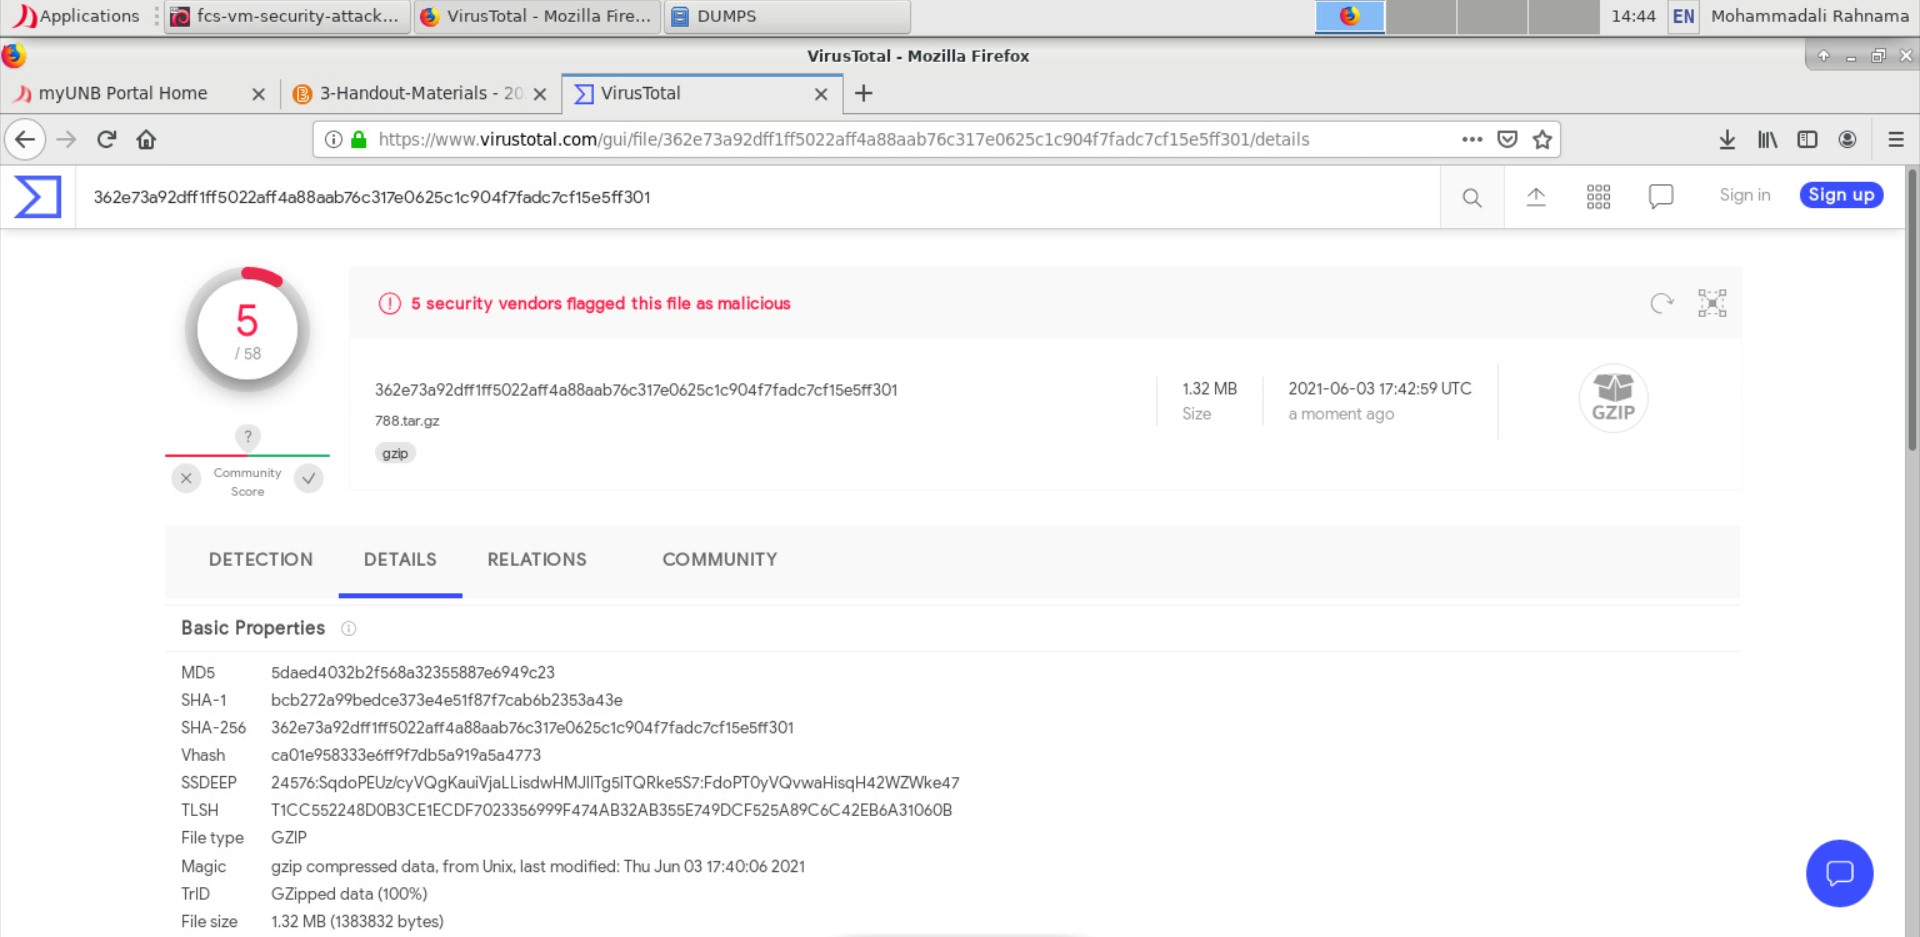 Applications
fcs-vm-security-attack...
VirusTotal - Mozilla Fire...
DUMPS
14:44
EN
Mohammadali Rahnama
VirusTotal - Mozilla Firefox
myUNB Portal Home
3-Handout-Materials - 20
VirusTotal
https://www.virustotal.com/gui/file/362e73a92dff1ff5022aff4a88aab76c317e0625c1c904f7fadc7cf15e5ff301/details
362e73a92dff1ff5022aff4a88aab76c317e0625c1c904f7fadc7cf15e5ff301
Sign in
Sign up
5
/ 58
5 security vendors flagged this file as malicious
362e73a92dff1ff5022aff4a88aab76c317e0625c1c904f7fadc7cf15e5ff301
788.tar.gz
gzip
1.32 MB
Size
2021-06-03 17:42:59 UTC
a moment ago
GZIP
?
Community
Score
DETECTION
DETAILS
RELATIONS
COMMUNITY
Basic Properties
MD5 5daed4032b2f568a32355887e6949c23
SHA-1 bcb272a99bedce373e4e51f87f7cab6b2353a43e
SHA-256 362e73a92dff1ff5022aff4a88aab76c317e0625c1c904f7fadc7cf15e5ff301
Vhash ca01e958333e6ff9f7db5a919a5a4773
SSDEEP 24576:SqdoPEUz/cyVQgKauiVjaLLisdwHMJIlTg5ITQRke5S7:FdoPT0yVQvwaHisqH42WZWke47
TLSH T1CC552248D0B3CE1ECDF7023356999F474AB32AB355E749DCF525A89C6C42EB6A31060B
File type GZIP
Magic gzip compressed data, from Unix, last modified: Thu Jun 03 17:40:06 2021
TrID GZipped data (100%)
File size 1.32 MB (1383832 bytes)